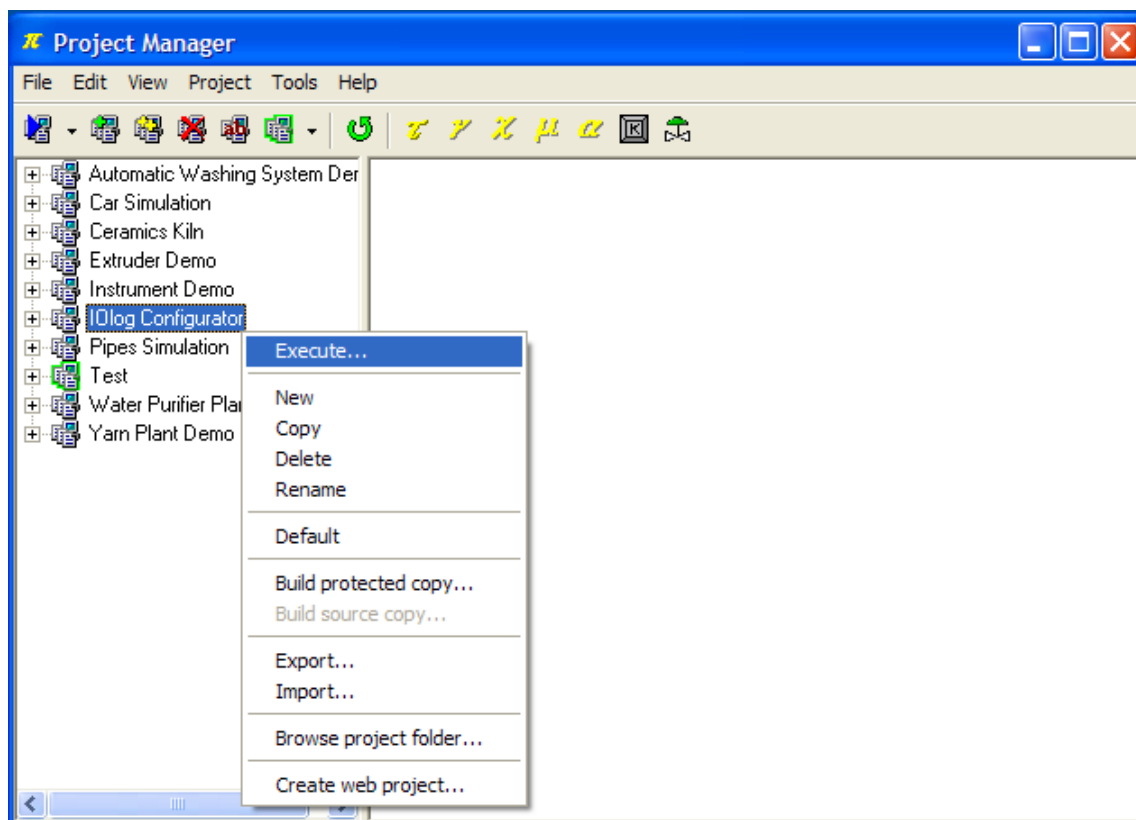 Project Manager
File Edit View Project Tools Help
Automatic Washing System Der
Car Simulation
Ceramics Kiln
Extruder Demo
Instrument Demo
IOlog Configurator
Pipes Simulation
Test
Water Purifier Plar
Yarn Plant Demo
Execute...
New
Copy
Delete
Rename
Default
Build protected copy...
Build source copy...
Export...
Import...
Browse project folder...
Create web project...